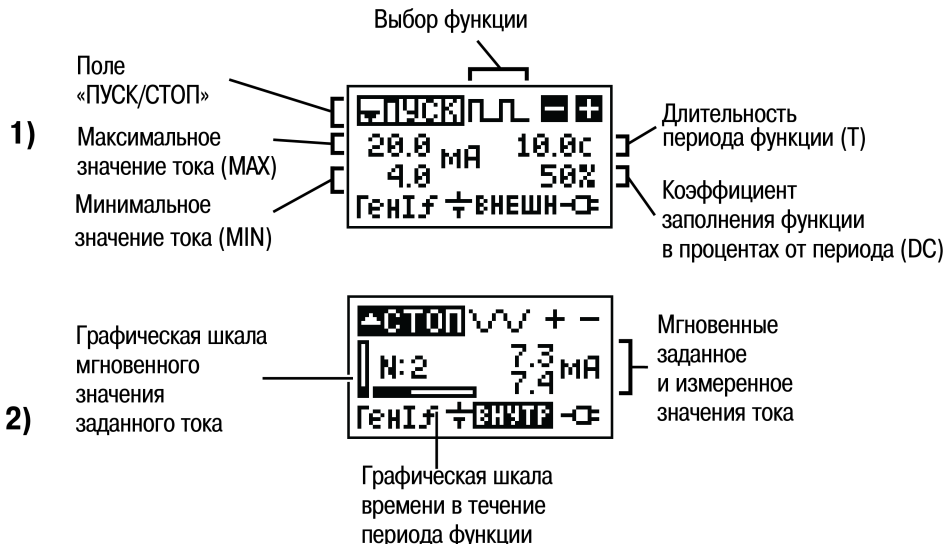 Выбор функции
Поле
«ПУСК/СТОП»
1)
Максимальное
значение тока (MAX)
Минимальное
значение тока (MIN)
ПУСК
20.0
4.0
мА
10.0с
50%
ГенIf ВНЕШН
Длительность
периода функции (T)
Коэффициент
заполнения функции
в процентах от периода (DC)
2)
Графическая шкала
мгновенного
значения
заданного тока
СТОП + −
N:2
7.3
7.4
мА
ГенIf ВНУТР
Мгновенные
заданное
и измеренное
значения тока
Графическая шкала
времени в течение
периода функции